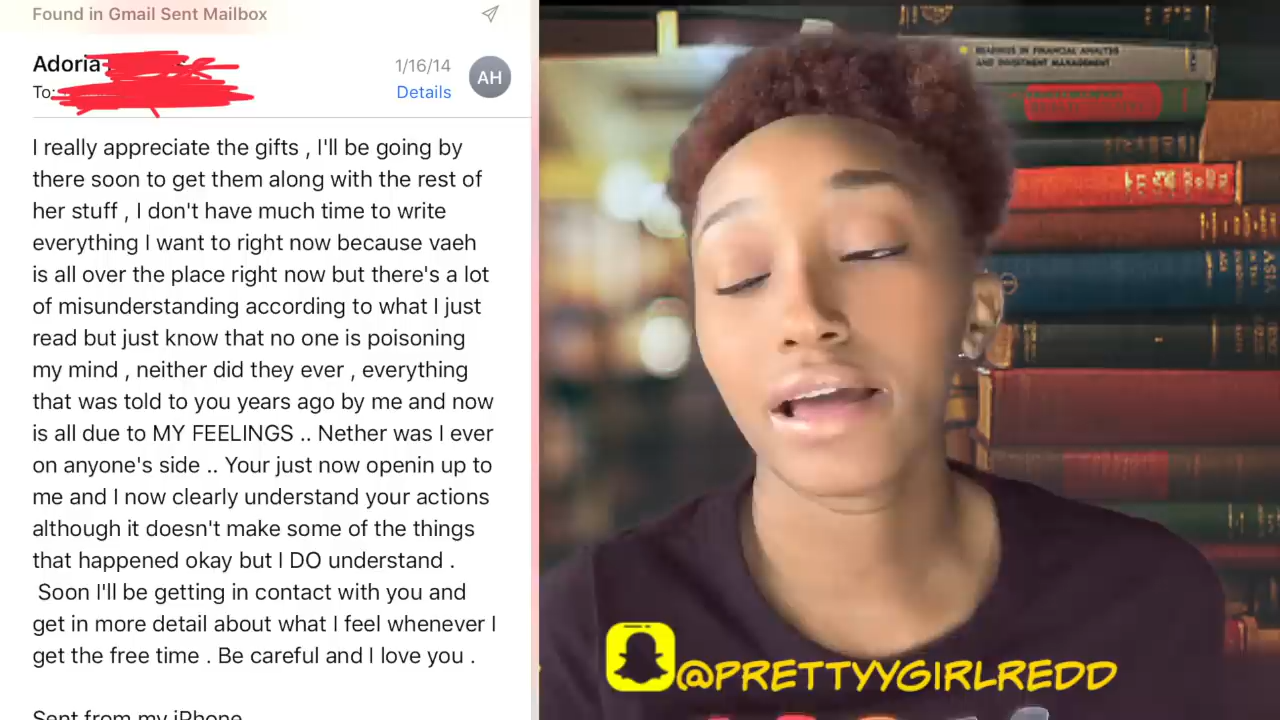 Found in Gmail Sent Mailbox
Adoria
1/16/14
AH
To:
Details
I really appreciate the gifts , I'll be going by
there soon to get them along with the rest of
her stuff , I don't have much time to write
everything I want to right now because vaeh
is all over the place right now but there's a lot
of misunderstanding according to what I just
read but just know that no one is poisoning
my mind , neither did they ever , everything
that was told to you years ago by me and now
is all due to MY FEELINGS .. Nether was I ever
on anyone's side .. Your just now openin up to
me and I now clearly understand your actions
although it doesn't make some of the things
that happened okay but I DO understand .
Soon I'll be getting in contact with you and
get in more detail about what I feel whenever I
get the free time . Be careful and I love you .
Sent from my iPhone
READINGS IN FINANCIAL ANALYSIS
AND INVESTMENT MANAGEMENT
ASIA
@PRETTYYGIRLREDD